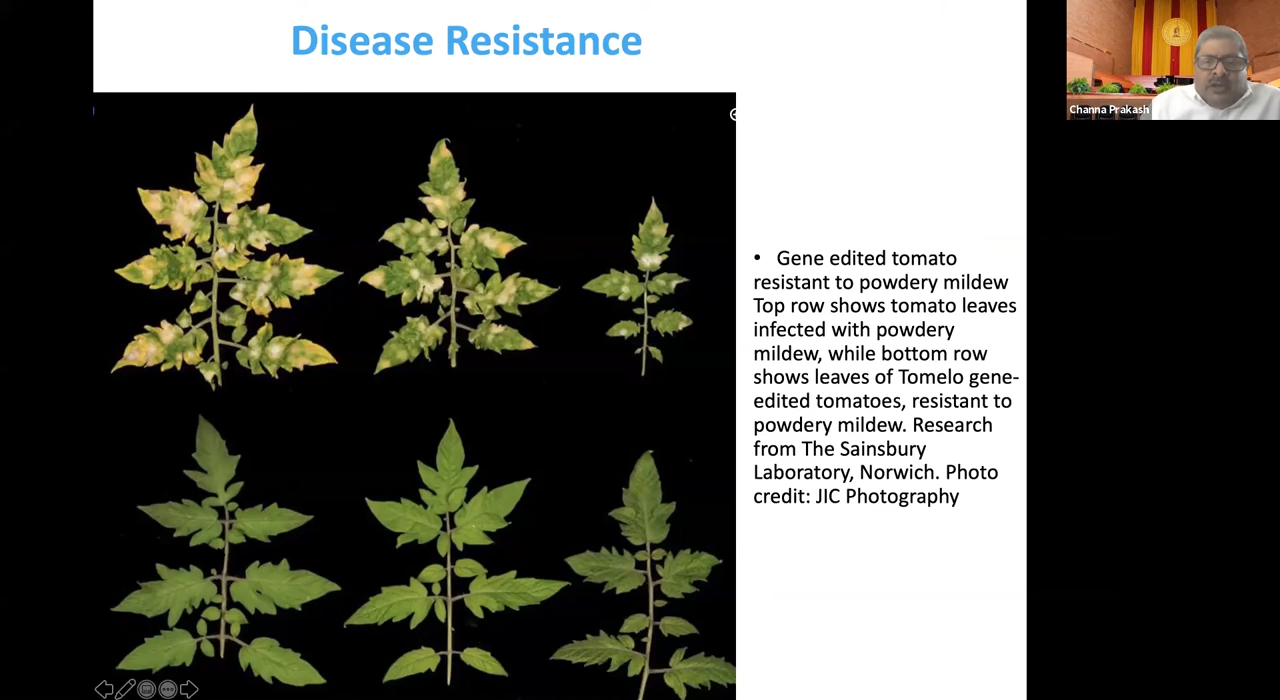 Disease Resistance
Channa Prakash
• Gene edited tomato
resistant to powdery mildew
Top row shows tomato leaves
infected with powdery
mildew, while bottom row
shows leaves of Tomelo gene-
edited tomatoes, resistant to
powdery mildew. Research
from The Sainsbury
Laboratory, Norwich. Photo
credit: JIC Photography